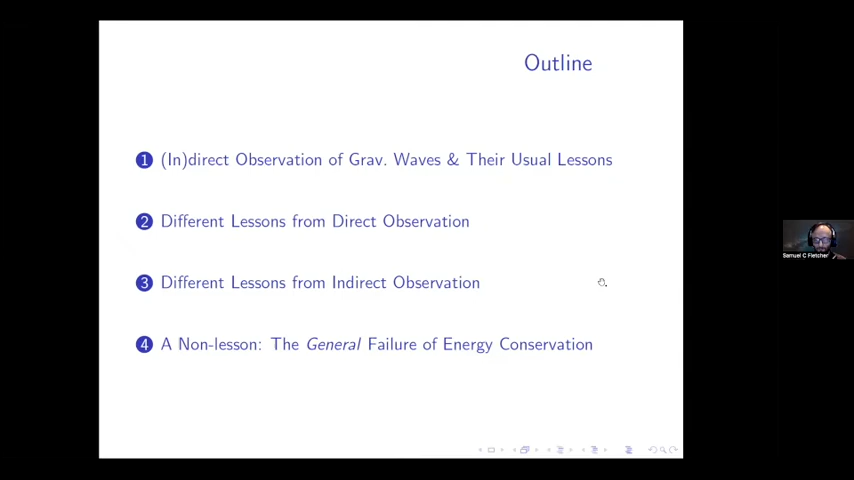 Outline
1 (In)direct Observation of Grav. Waves & Their Usual Lessons
2 Different Lessons from Direct Observation
3 Different Lessons from Indirect Observation
4 A Non-lesson: The General Failure of Energy Conservation
Samuel C Fletcher